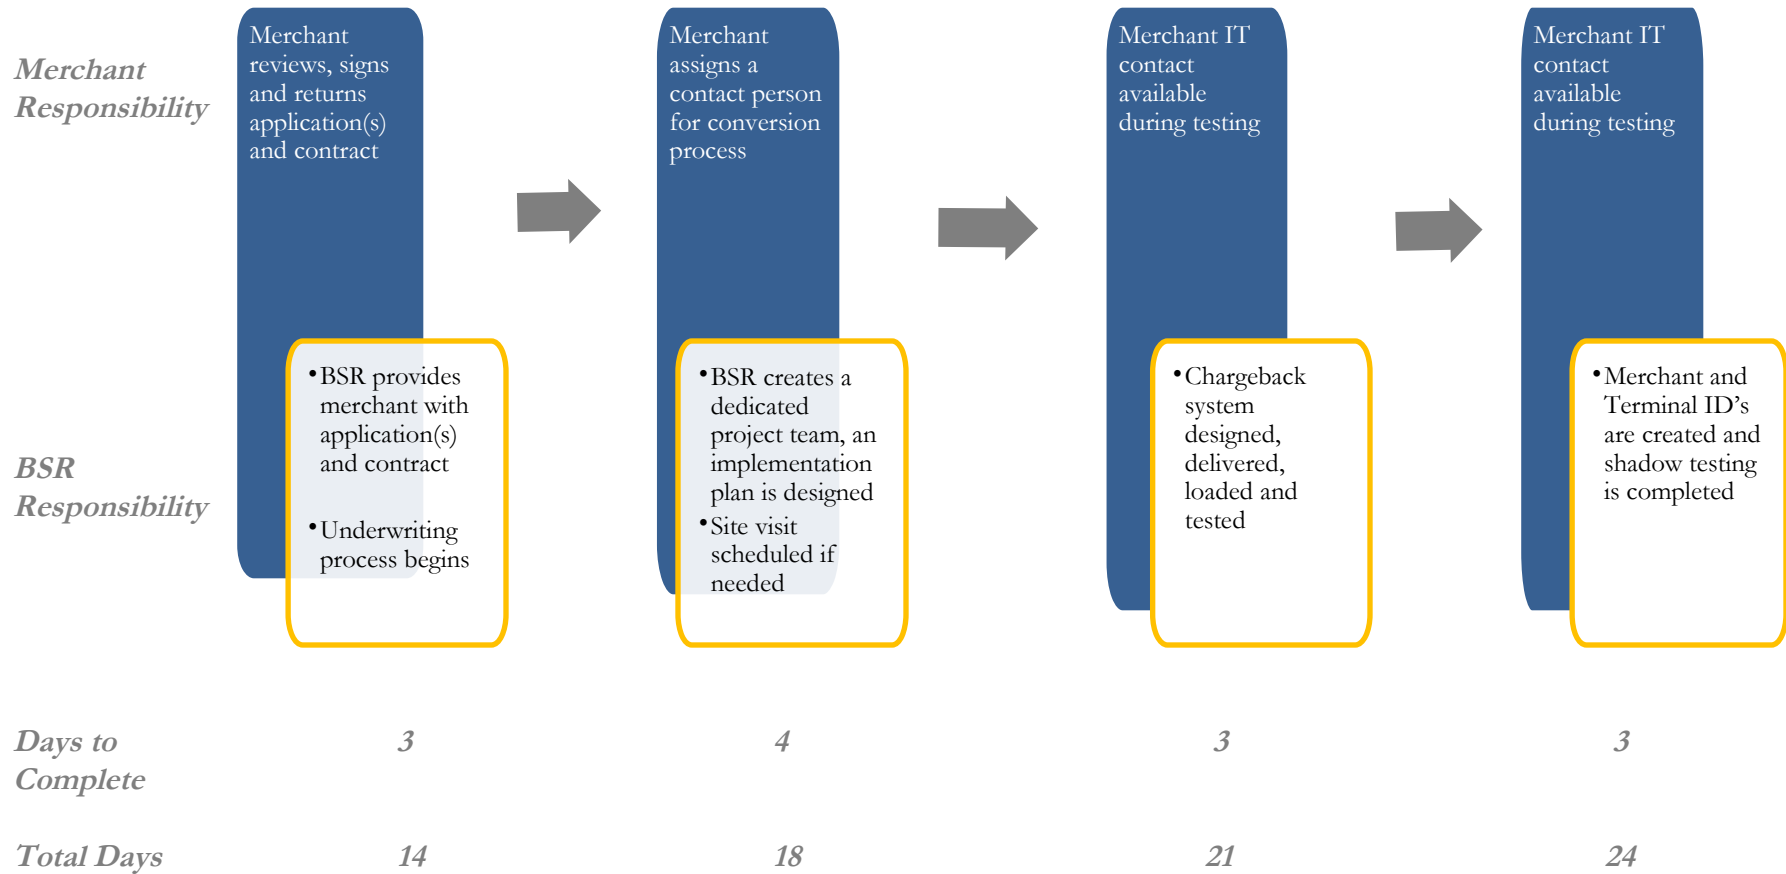 Merchant
Responsibility
Merchant
reviews, signs
and returns
application(s)
and contract
Merchant
assigns a
contact person
for conversion
process
Merchant IT
contact
available
during testing
Merchant IT
contact
available
during testing
BSR
Responsibility
•BSR provides
merchant with
application(s)
and contract
•Underwriting
process begins
•BSR creates a
dedicated
project team, an
implementation
plan is designed
•Site visit
scheduled if
needed
•Chargeback
system
designed,
delivered,
loaded and
tested
•Merchant and
Terminal ID’s
are created and
shadow testing
is completed
Days to
Complete
3
4
3
3
Total Days
14
18
21
24